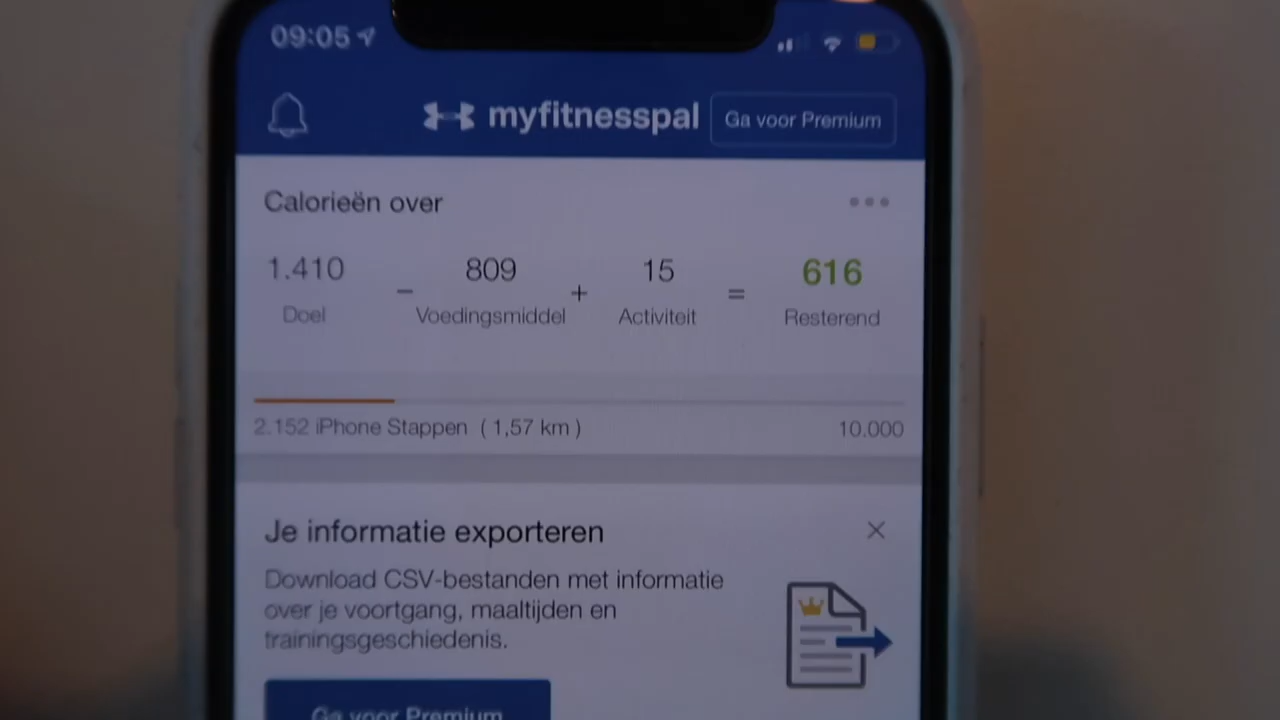 09:05
myfitnesspal
Ga voor Premium
Calorieën over
1.410 - 809 + 15 = 616
Doel Voedingsmiddel Activiteit Resterend
2.152 iPhone Stappen ( 1,57 km ) 10.000
Je informatie exporteren
Download CSV-bestanden met informatie
over je voortgang, maaltijden en
trainingsgeschiedenis.
Ga voor Premium